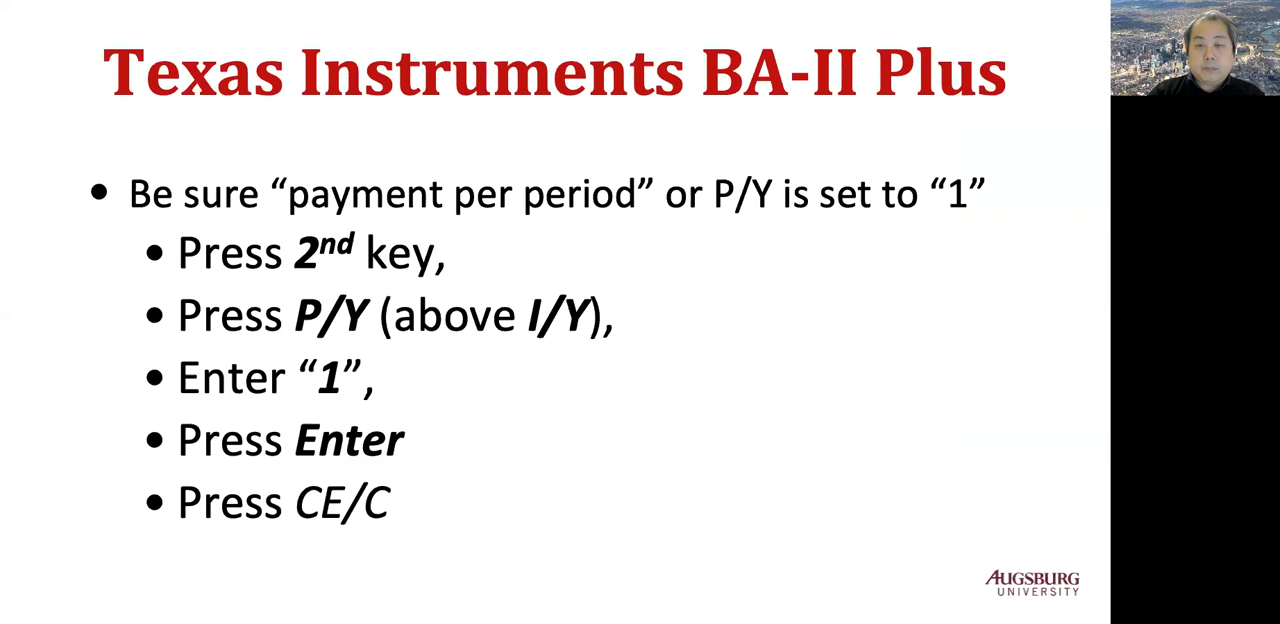 Texas Instruments BA-II Plus
• Be sure “payment per period” or P/Y is set to “1”
• Press 2nd key,
• Press P/Y (above I/Y),
• Enter “1”,
• Press Enter
• Press CE/C
AUGSBURG
UNIVERSITY